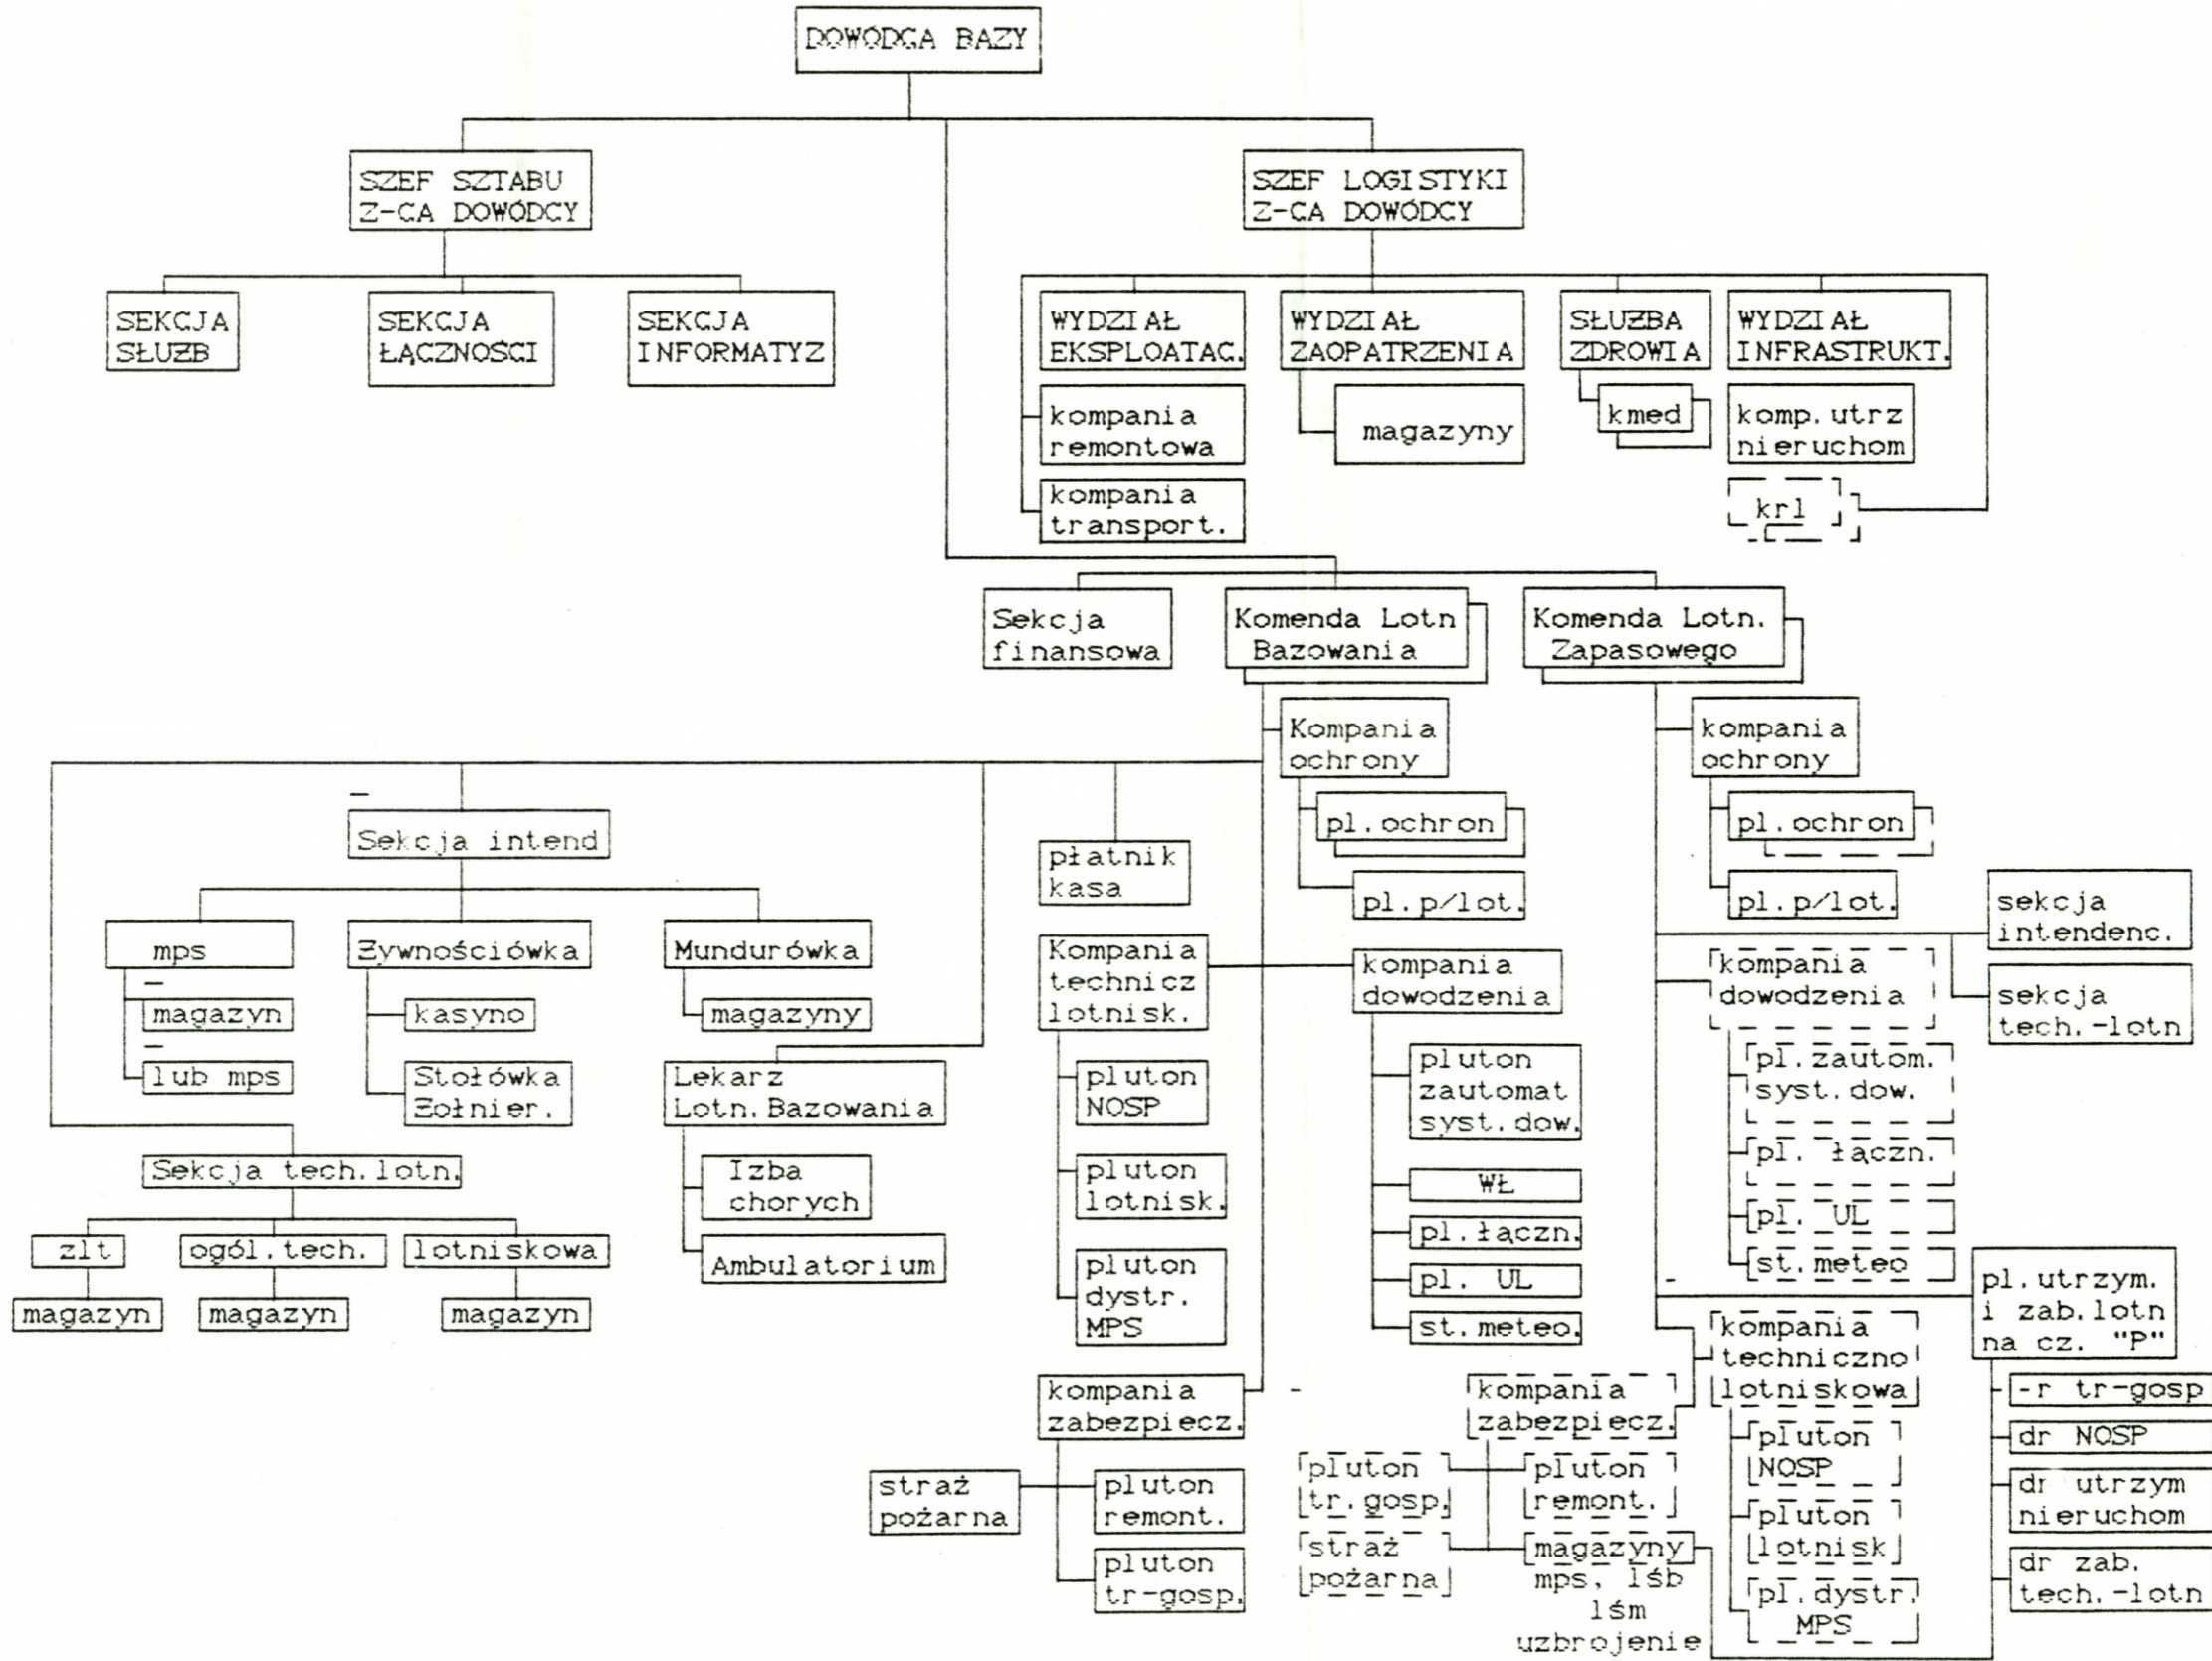 DOWÓDCA BAZY
SZEF SZTABU
Z-CA DOWÓDCY
SZEF LOGISTYKI
Z-CA DOWÓDCY
SEKCJA
SŁUŻB
SEKCJA
ŁĄCZNOŚCI
SEKCJA
INFORMATYZ
WYDZIAŁ
EKSPLOATAC.
WYDZIAŁ
ZAOPATRZENIA
SŁUŻBA
ZDROWIA
WYDZIAŁ
INFRASTRUKT.
kompania
remontowa
magazyny
kmed
komp.utrz
nieruchom
kompania
transport.
krl
Sekcja
finansowa
Komenda Lotn
Bazowania
Komenda Lotn.
Zapasowego
Kompania
ochrony
kompania
ochrony
pl.ochron
pl.ochron
pl.p/lot.
pl.p/lot.
Sekcja intend
płatnik
kasa
sekcja
intendenc.
mps
Żywnościówka
Mundurówka
Kompania
technicz
lotnisk.
kompania
dowodzenia
kompania
dowodzenia
sekcja
tech.-lotn
magazyn
kasyno
magazyny
lub mps
Stołówka
Żołnier.
Lekarz
Lotn.Bazowania
pluton
NOSP
pluton
zautomat
syst.dow.
pl.zautom.
syst.dow.
Sekcja tech.lotn.
Izba
chorych
pluton
lotnisk.
WŁ
pl. łączn.
zlt
ogól.tech.
lotniskowa
Ambulatorium
pl.łączn.
pl. UL
pluton
dystr.
MPS
pl. UL
st.meteo
magazyn
magazyn
magazyn
st.meteo.
pl.utrzym.
i zab.lotn
na cz. "P"
kompania
techniczno
lotniskowa
kompania
zabezpiecz.
kompania
zabezpiecz.
-r tr-gosp
dr NOSP
straż
pożarna
pluton
remont.
pluton
tr.gosp.
pluton
remont.
pluton
NOSP
dr utrzym
nieruchom
pluton
tr-gosp.
straż
pożarna
magazyny
mps, lśb
lśm
uzbrojenie
pluton
lotnisk
dr zab.
tech.-lotn
pl.dystr.
MPS